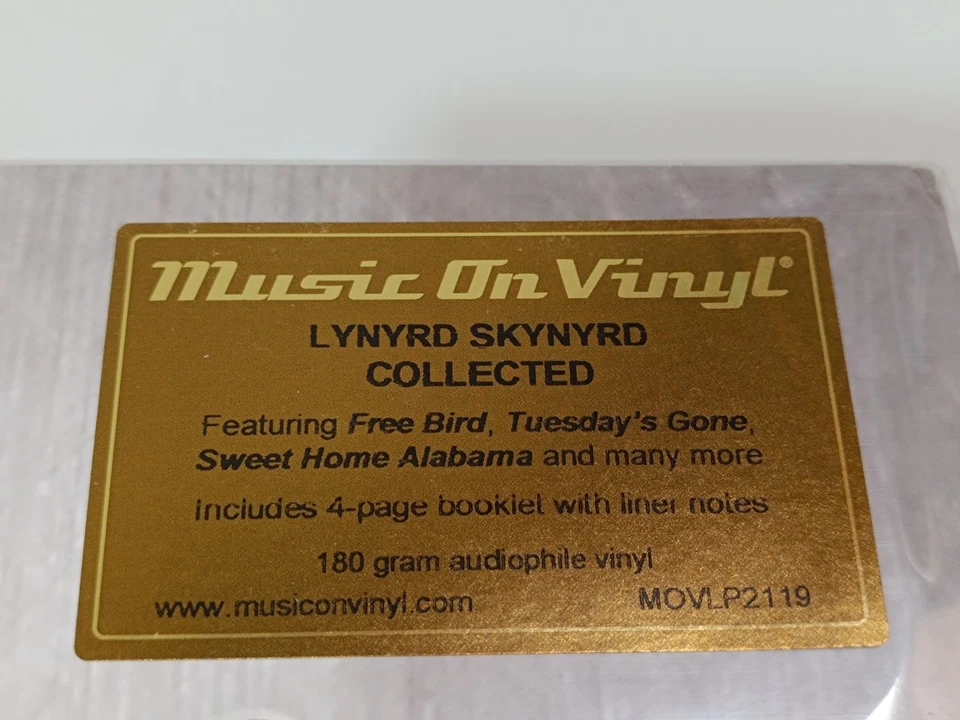 Music On Vinyl®
LYNYRD SKYNYRD
COLLECTED
Featuring Free Bird, Tuesday's Gone,
Sweet Home Alabama and many more
Includes 4-page booklet with liner notes
180 gram audiophile vinyl
www.musiconvinyl.com MOVLP2119